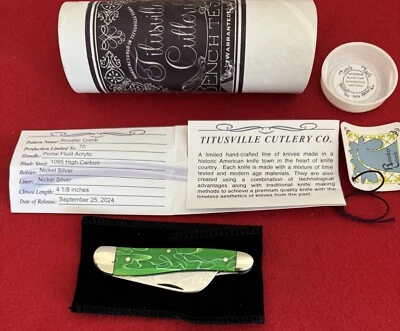 Titusville
Cutlery
WARRANTED
Pattern Name: Rooster Comb
Production Limited To: 70
Handle: Portal Fluid Acrylic
Blade Steel: 1095 High Carbon
Bolster: Nickel Silver
Liner: Nickel Silver
Closed Length: 4 1/8 inches
Date of Release: September 25, 2024
TITUSVILLE CUTLERY CO.
A limited hand-crafted line of knives made in a
historic American knife town in the heart of knife
country. Each knife is made with a mixture of time
tested and modern age materials. They are also
created using a combination of technological
advantages along with traditional knife making
methods to achieve a premium quality knife with the
timeless aesthetics of knives from the past.